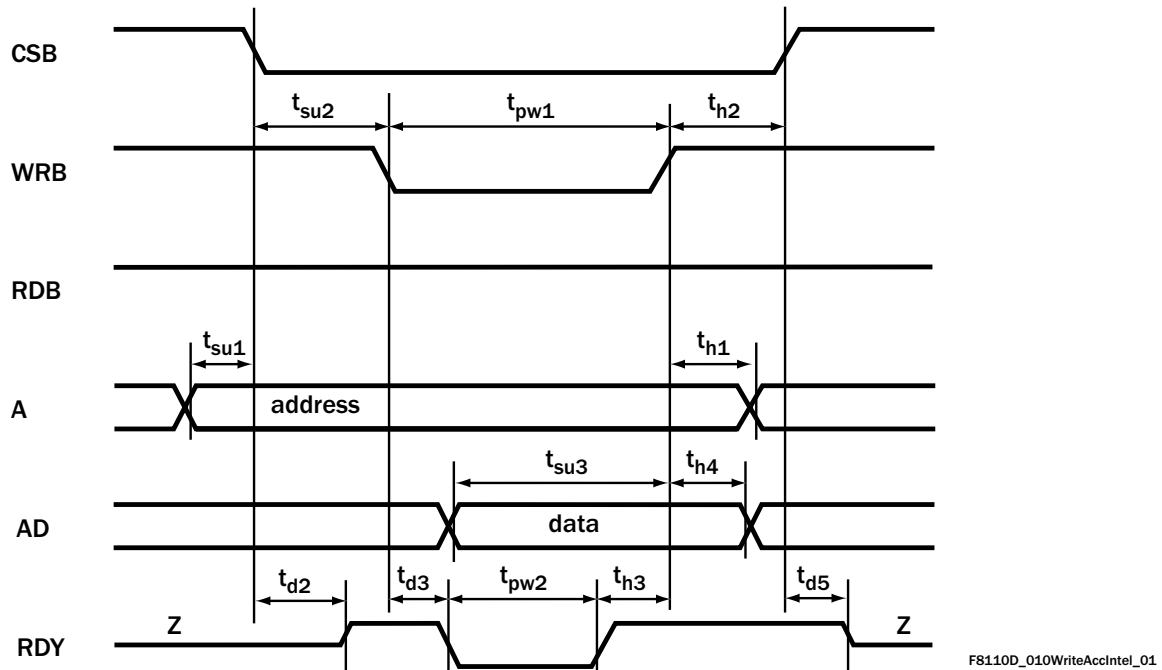 CSB
tsu2 tpw1 th2
WRB
RDB
tsu1 th1
A address
tsu3 th4
AD data
td2 td3 tpw2 th3 td5
RDY Z Z
F8110D_010WriteAccIntel_01